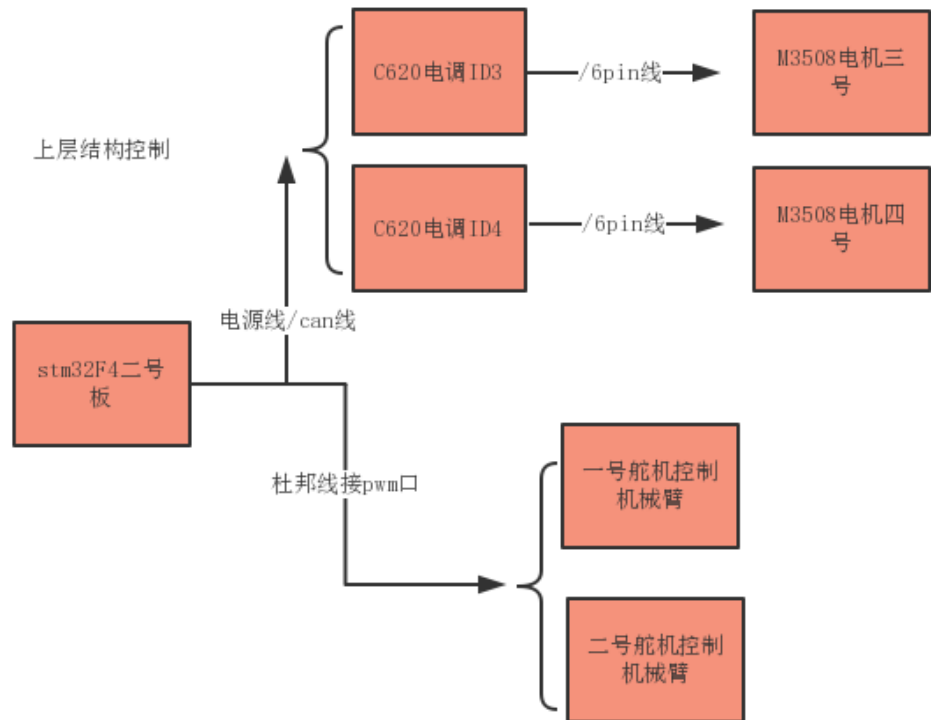 C620电调ID3
/6pin线
M3508电机三
号
上层结构控制
C620电调ID4
/6pin线
M3508电机四
号
电源线/can线
stm32F4二号
板
杜邦线接pwm口
一号舵机控制
机械臂
二号舵机控制
机械臂